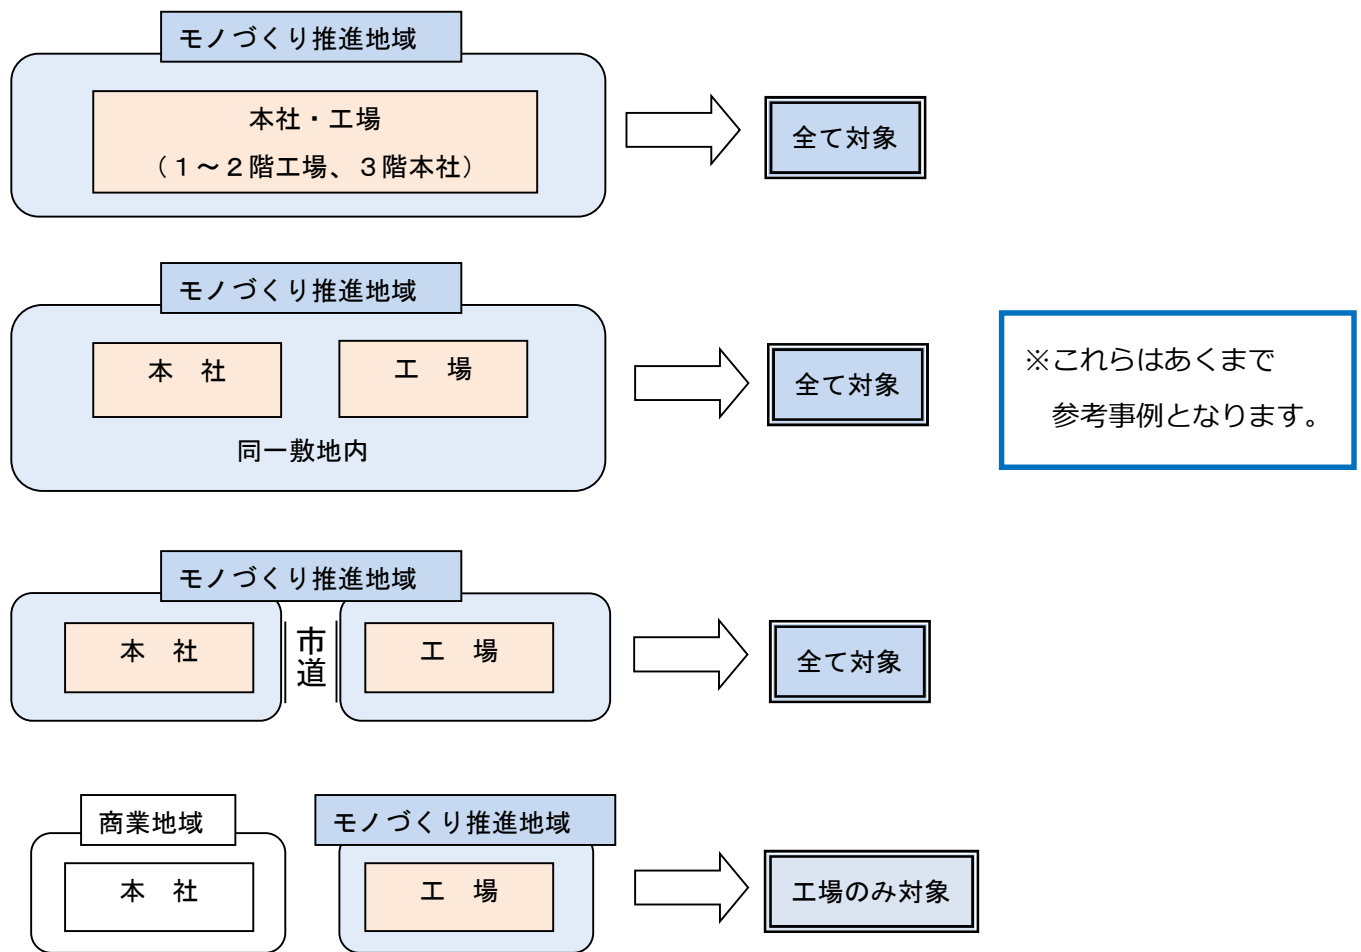 モノづくり推進地域
本社・工場
（１～２階工場、３階本社）
全て対象
モノづくり推進地域
本　社
工　場
同一敷地内
全て対象
※これらはあくまで
参考事例となります。
モノづくり推進地域
本　社
市道
工　場
全て対象
商業地域
本　社
モノづくり推進地域
工　場
工場のみ対象